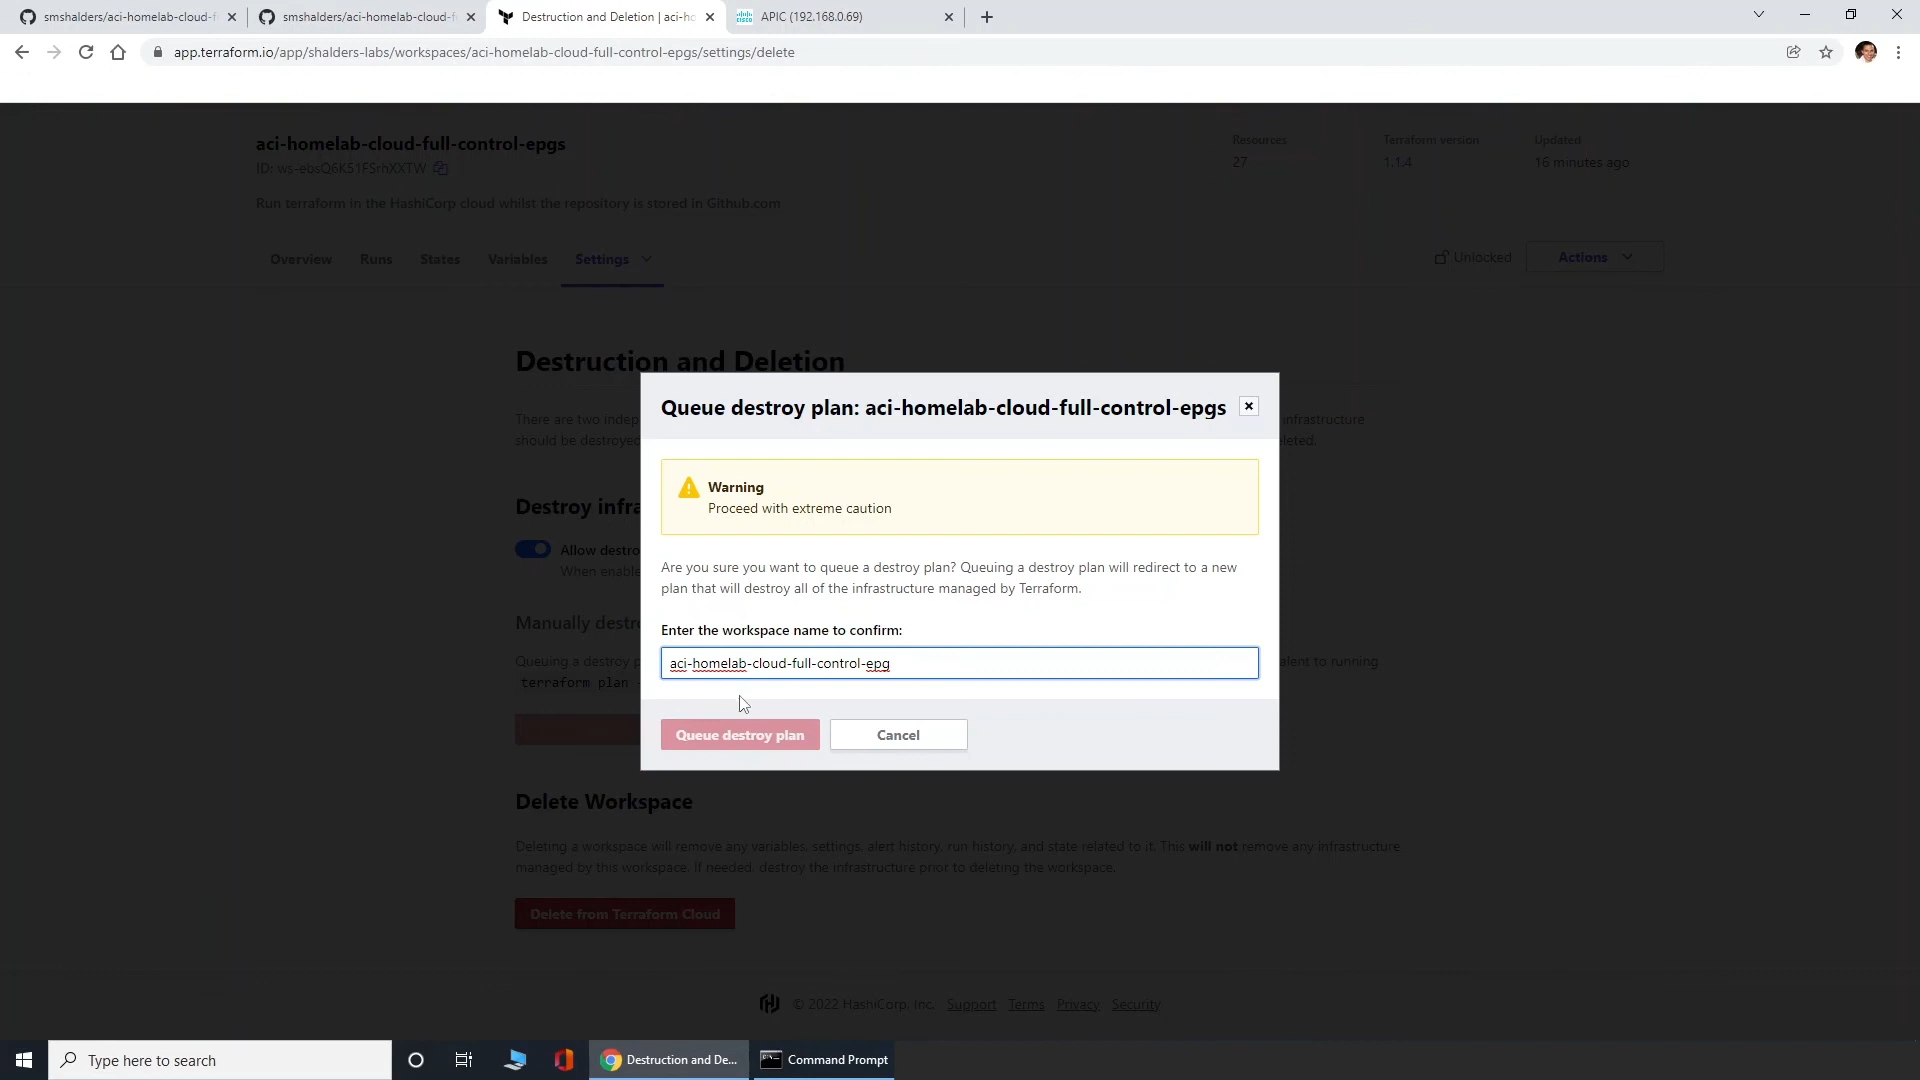 smshalders/aci-homelab-cloud-f
smshalders/aci-homelab-cloud-f
Destruction and Deletion | aci-ho
APIC (192.168.0.69)
app.terraform.io/app/shalders-labs/workspaces/aci-homelab-cloud-full-control-epgs/settings/delete
aci-homelab-cloud-full-control-epgs
ID: ws-ebsQ6K51FSrhXXTW
Resources
27
Terraform version
1.1.4
Updated
16 minutes ago
Run terraform in the HashiCorp cloud whilst the repository is stored in Github.com
Overview
Runs
States
Variables
Settings
Unlocked
Actions
Destruction and Deletion
There are two indep
infrastructure
should be destroyed
leted.
Destroy infra
Allow destro
When enable
Manually destro
Queuing a destroy p
alent to running
terraform plan -
Queue destroy plan: aci-homelab-cloud-full-control-epgs
Warning
Proceed with extreme caution
Are you sure you want to queue a destroy plan? Queuing a destroy plan will redirect to a new
plan that will destroy all of the infrastructure managed by Terraform.
Enter the workspace name to confirm:
aci-homelab-cloud-full-control-epg
Queue destroy plan
Cancel
Delete Workspace
Deleting a workspace will remove any variables, settings, alert history, run history, and state related to it. This will not remove any infrastructure
managed by this workspace. If needed, destroy the infrastructure prior to deleting the workspace.
Delete from Terraform Cloud
© 2022 HashiCorp, Inc.
Support
Terms
Privacy
Security
Type here to search
Destruction and De...
Command Prompt